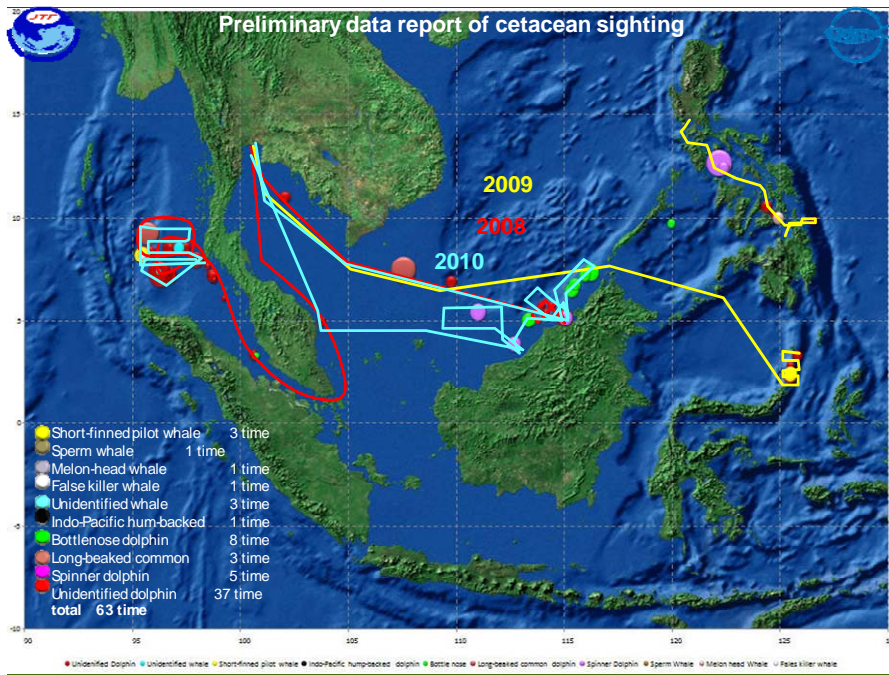 Preliminary data report of cetacean sighting
JTF
20
15
10
5
0
-5
-10
2009
2008
2010
Short-finned pilot whale 3 time
Sperm whale 1 time
Melon-head whale 1 time
False killer whale 1 time
Unidentified whale 3 time
Indo-Pacific hum-backed 1 time
Bottlenose dolphin 8 time
Long-beaked common 3 time
Spinner dolphin 5 time
Unidentified dolphin 37 time
total 63 time
90 95 100 105 110 115 120 125
Unidenified Dolphin Unidentified whale Short-finned pilot whale Indo-Pacific hump-backed dolphin Bottle nose Long-beaked common dolphin Spinner Dolphin Sperm Whale Melon head Whale Fales killer whale